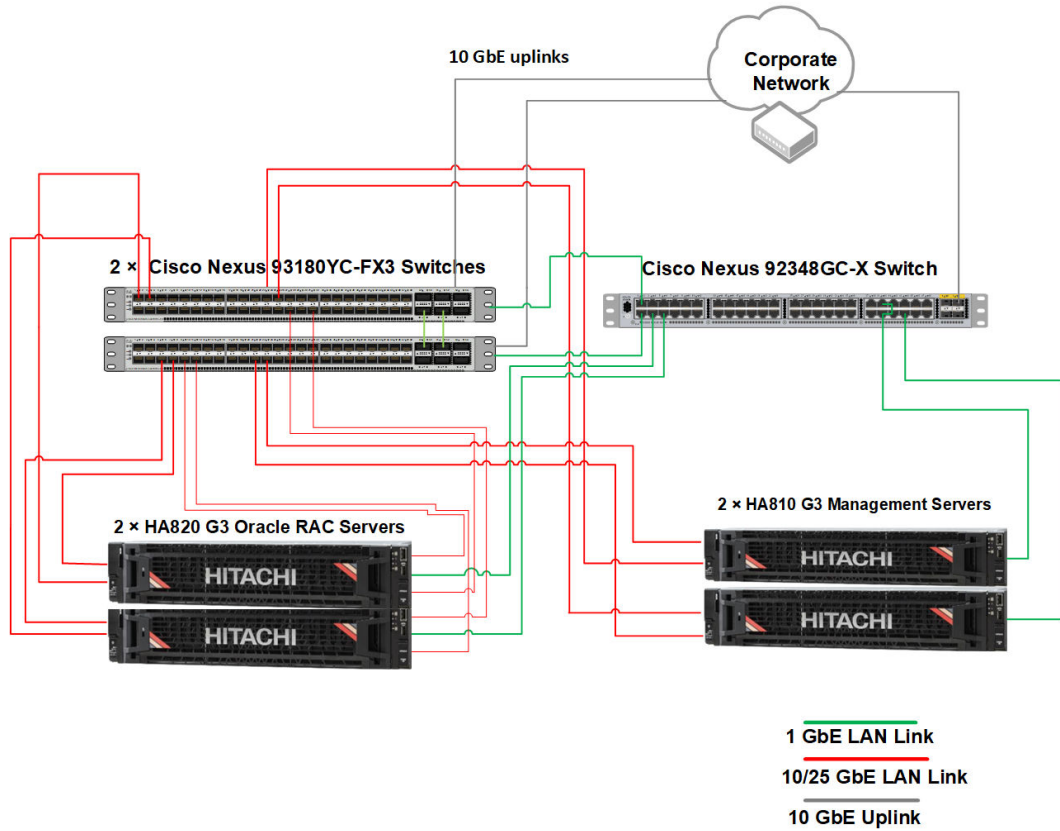 10 GbE uplinks
Corporate
Network
2 × Cisco Nexus 93180YC-FX3 Switches
Cisco Nexus 92348GC-X Switch
2 × HA820 G3 Oracle RAC Servers
2 × HA810 G3 Management Servers
HITACHI
HITACHI
HITACHI
HITACHI
1 GbE LAN Link
10/25 GbE LAN Link
10 GbE Uplink